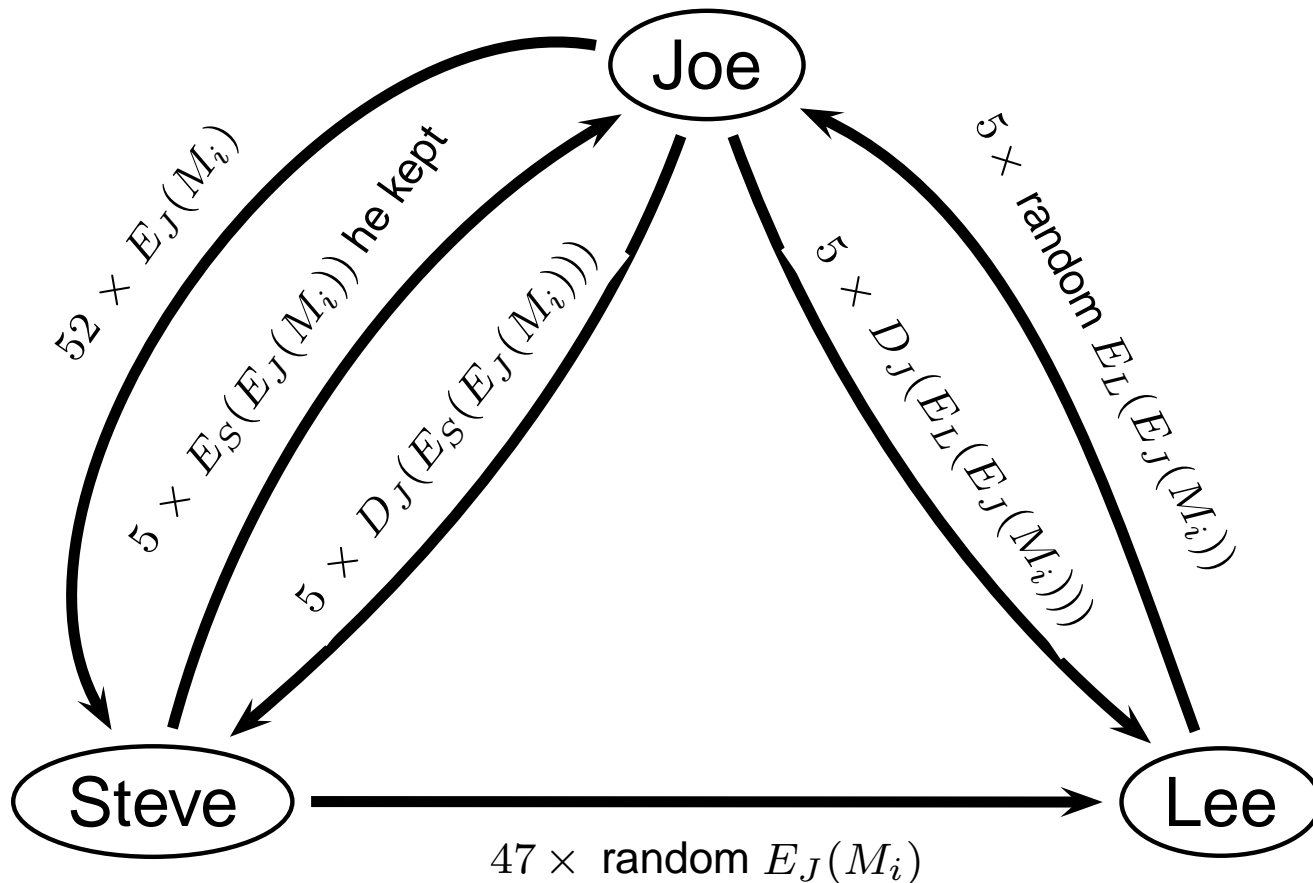 Joe
52 × E_J(M_i)
5 × E_S(E_J(M_i))) he kept
5 × D_J(E_S(E_J(M_i))))
5 × D_J(E_L(E_J(M_i))))
5 × random E_L(E_J(M_i)))
Steve
Lee
47 × random E_J(M_i)